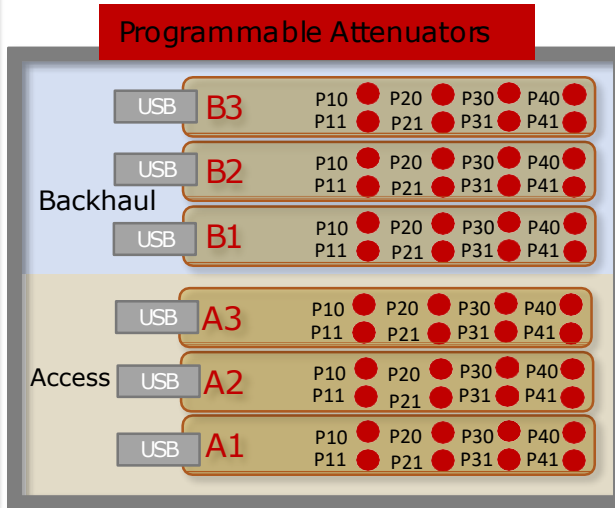 Programmable Attenuators
USB B3 P10 P20 P30 P40
P11 P21 P31 P41
USB B2 P10 P20 P30 P40
P11 P21 P31 P41
Backhaul
USB B1 P10 P20 P30 P40
P11 P21 P31 P41
USB A3 P10 P20 P30 P40
P11 P21 P31 P41
Access USB A2 P10 P20 P30 P40
P11 P21 P31 P41
USB A1 P10 P20 P30 P40
P11 P21 P31 P41